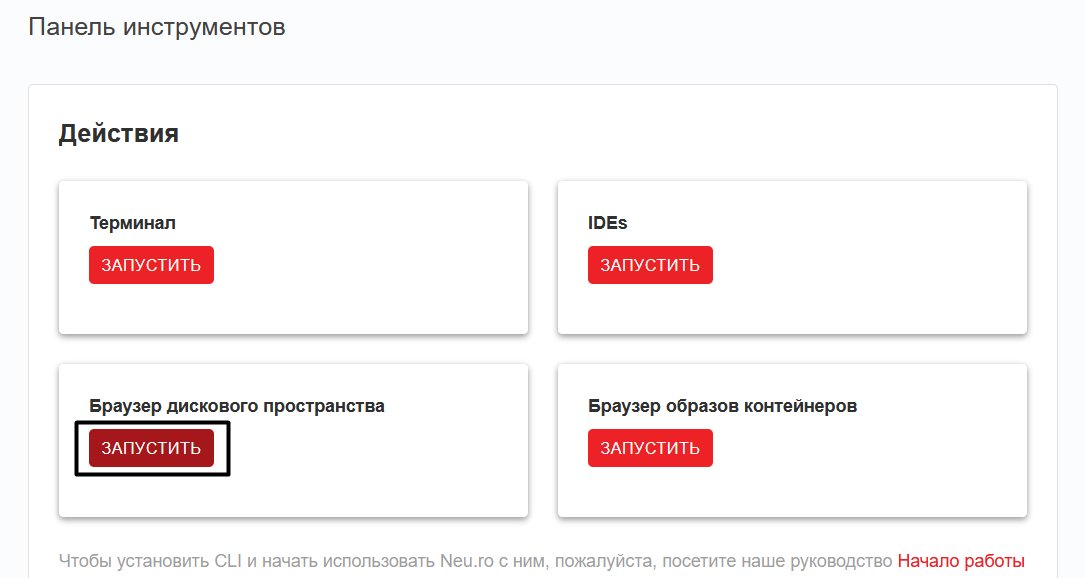 Панель инструментов
Действия
Терминал
ЗАПУСТИТЬ
IDEs
ЗАПУСТИТЬ
Браузер дискового пространства
ЗАПУСТИТЬ
Браузер образов контейнеров
ЗАПУСТИТЬ
Чтобы установить CLI и начать использовать Neu.ro с ним, пожалуйста, посетите наше руководство Начало работы